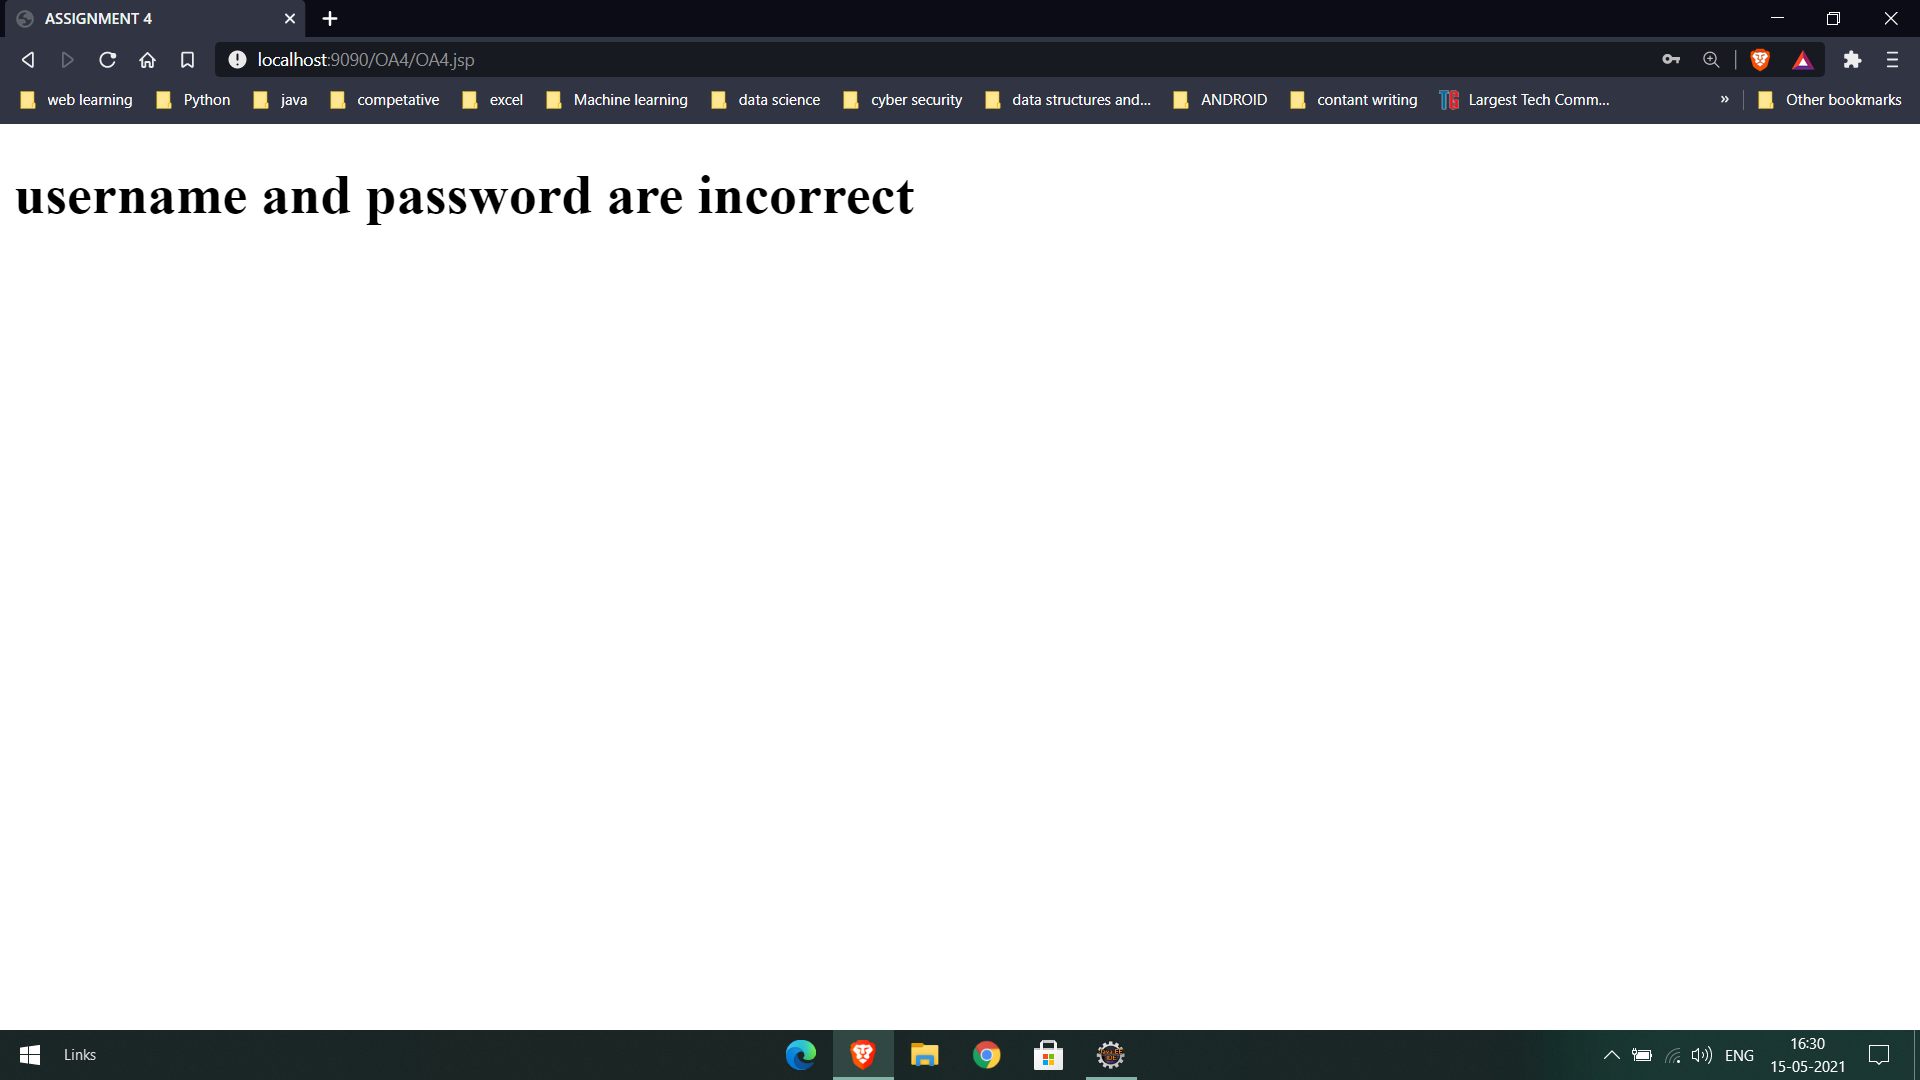 ASSIGNMENT 4
localhost:9090/OA4/OA4.jsp
web learning Python java competative excel Machine learning data science cyber security data structures and... ANDROID contant writing TG Largest Tech Comm... » Other bookmarks
username and password are incorrect
Links ENG 16:30
15-05-2021